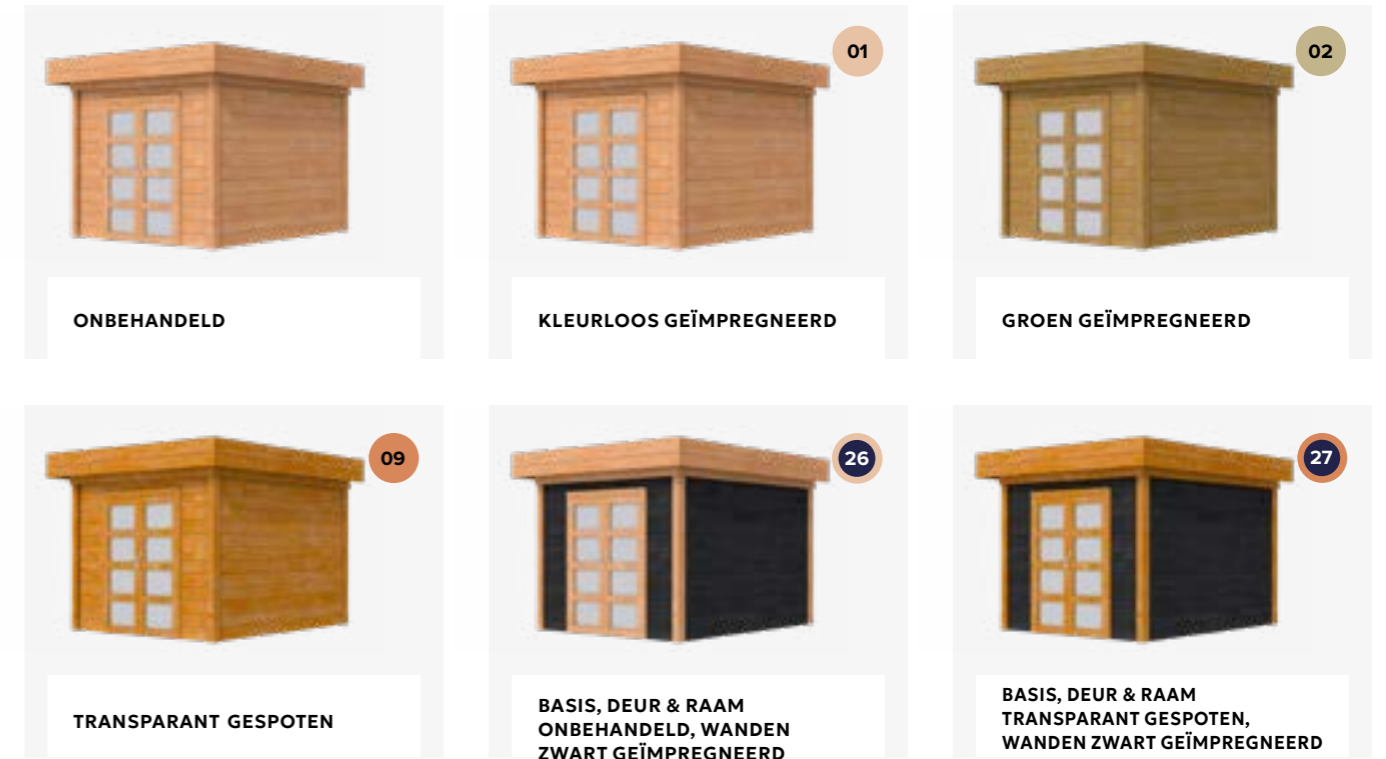 01
02
ONBEHANDELD
KLEURLOOS GEÏMPREGNEERD
GROEN GEÏMPREGNEERD
09
26
27
TRANSPARANT GESPOTEN
BASIS, DEUR & RAAM
ONBEHANDELD, WANDEN
ZWART GEÏMPREGNEERD
BASIS, DEUR & RAAM
TRANSPARANT GESPOTEN,
WANDEN ZWART GEÏMPREGNEERD